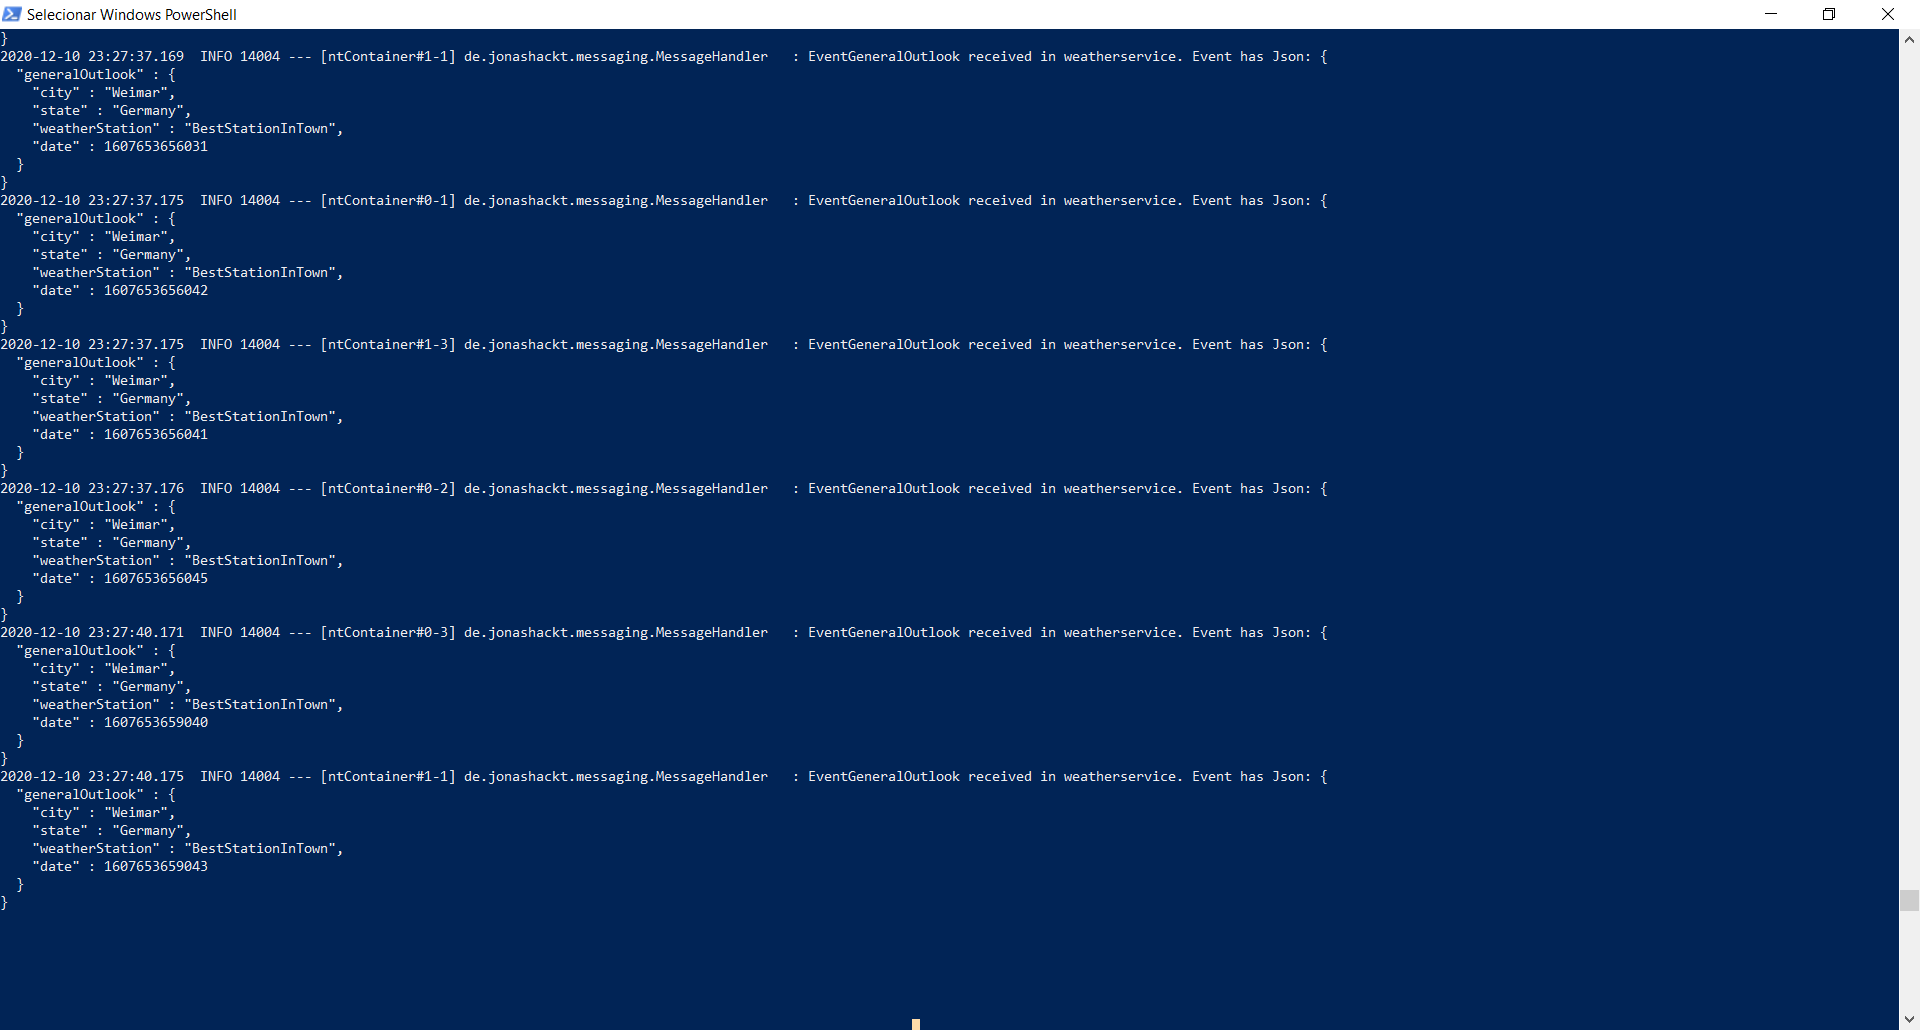 Selecionar Windows PowerShell
}
2020-12-10 23:27:37.169  INFO 14004 --- [ntContainer#1-1] de.jonashackt.messaging.MessageHandler   : EventGeneralOutlook received in weatherservice. Event has Json: {
  "generalOutlook" : {
    "city" : "Weimar",
    "state" : "Germany",
    "weatherStation" : "BestStationInTown",
    "date" : 1607653656031
  }
}
2020-12-10 23:27:37.175  INFO 14004 --- [ntContainer#0-1] de.jonashackt.messaging.MessageHandler   : EventGeneralOutlook received in weatherservice. Event has Json: {
  "generalOutlook" : {
    "city" : "Weimar",
    "state" : "Germany",
    "weatherStation" : "BestStationInTown",
    "date" : 1607653656042
  }
}
2020-12-10 23:27:37.175  INFO 14004 --- [ntContainer#1-3] de.jonashackt.messaging.MessageHandler   : EventGeneralOutlook received in weatherservice. Event has Json: {
  "generalOutlook" : {
    "city" : "Weimar",
    "state" : "Germany",
    "weatherStation" : "BestStationInTown",
    "date" : 1607653656041
  }
}
2020-12-10 23:27:37.176  INFO 14004 --- [ntContainer#0-2] de.jonashackt.messaging.MessageHandler   : EventGeneralOutlook received in weatherservice. Event has Json: {
  "generalOutlook" : {
    "city" : "Weimar",
    "state" : "Germany",
    "weatherStation" : "BestStationInTown",
    "date" : 1607653656045
  }
}
2020-12-10 23:27:40.171  INFO 14004 --- [ntContainer#0-3] de.jonashackt.messaging.MessageHandler   : EventGeneralOutlook received in weatherservice. Event has Json: {
  "generalOutlook" : {
    "city" : "Weimar",
    "state" : "Germany",
    "weatherStation" : "BestStationInTown",
    "date" : 1607653659040
  }
}
2020-12-10 23:27:40.175  INFO 14004 --- [ntContainer#1-1] de.jonashackt.messaging.MessageHandler   : EventGeneralOutlook received in weatherservice. Event has Json: {
  "generalOutlook" : {
    "city" : "Weimar",
    "state" : "Germany",
    "weatherStation" : "BestStationInTown",
    "date" : 1607653659043
  }
}